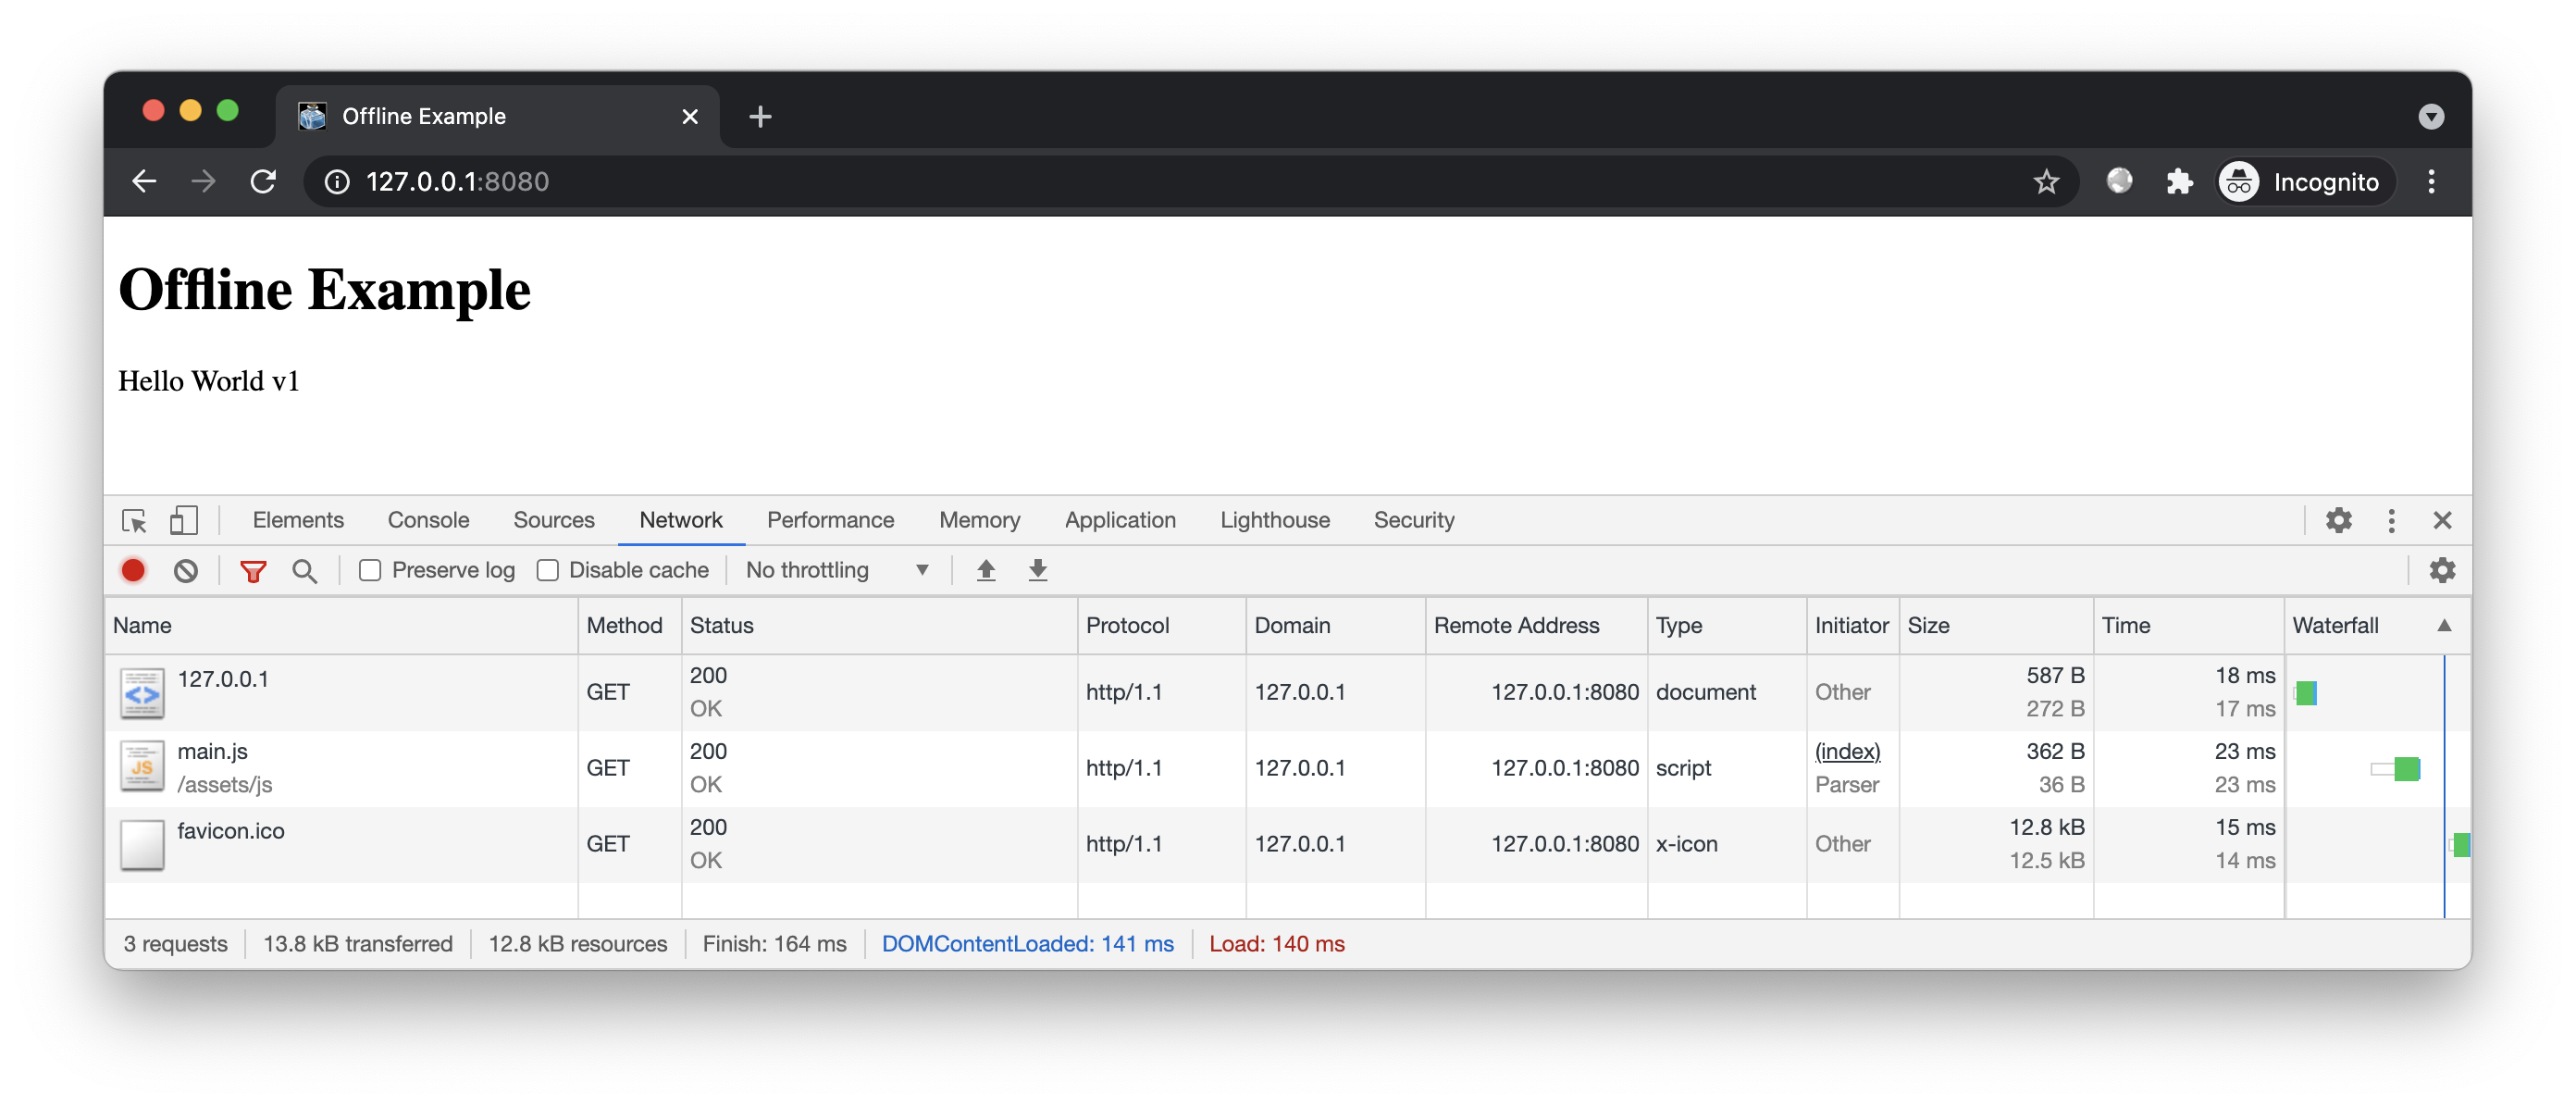 Offline Example
127.0.0.1:8080
Incognito
Offline Example
Hello World v1
Elements Console Sources Network Performance Memory Application Lighthouse Security
Preserve log Disable cache No throttling
Name Method Status Protocol Domain Remote Address Type Initiator Size Time Waterfall
127.0.0.1 GET 200 OK http/1.1 127.0.0.1 127.0.0.1:8080 document Other 587 B 272 B 18 ms 17 ms
main.js /assets/js GET 200 OK http/1.1 127.0.0.1 127.0.0.1:8080 script (index) Parser 362 B 36 B 23 ms 23 ms
favicon.ico GET 200 OK http/1.1 127.0.0.1 127.0.0.1:8080 x-icon Other 12.8 kB 12.5 kB 15 ms 14 ms
3 requests 13.8 kB transferred 12.8 kB resources Finish: 164 ms DOMContentLoaded: 141 ms Load: 140 ms